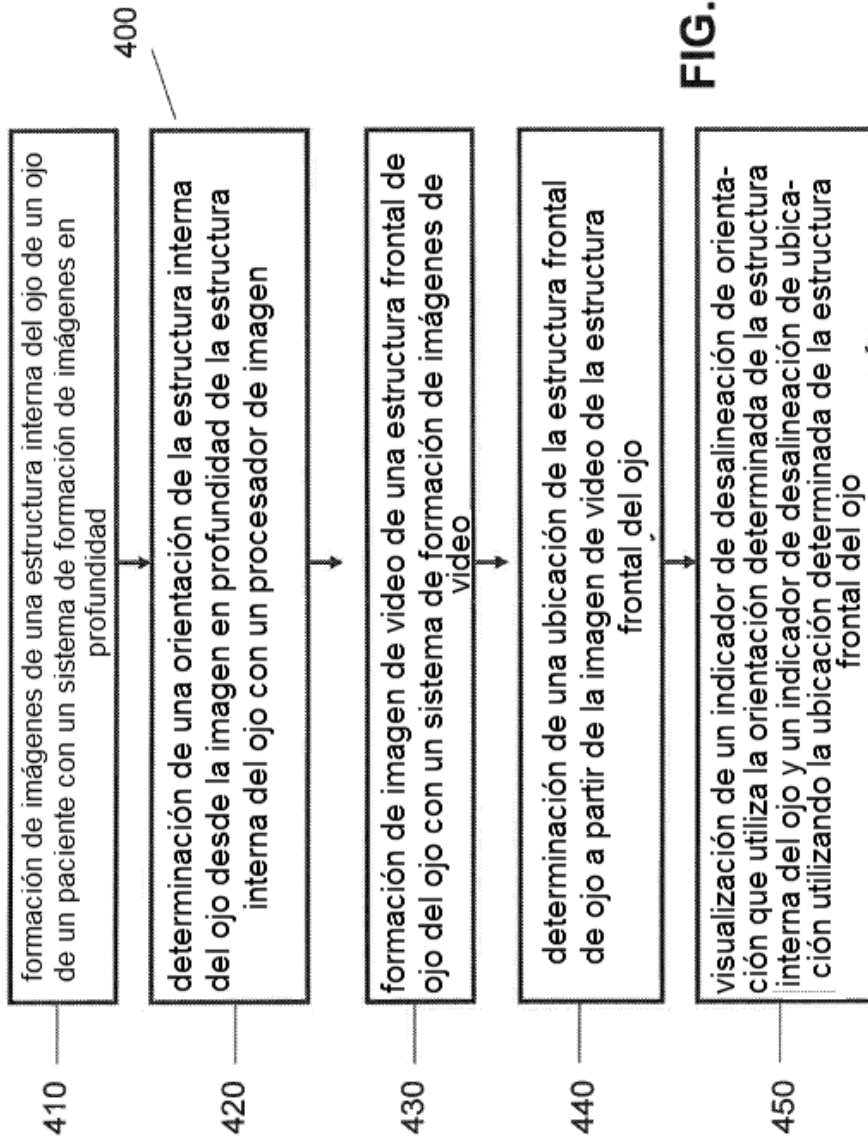 400
410
formación de imágenes de una estructura interna del ojo de un ojo
de un paciente con un sistema de formación de imágenes en
profundidad
420
determinación de una orientación de la estructura interna
del ojo desde la imagen en profundidad de la estructura
interna del ojo con un procesador de imagen
430
formación de imagen de video de una estructura frontal de
ojo del ojo con un sistema de formación de imágenes de
video
440
determinación de una ubicación de la estructura frontal
de ojo a partir de la imagen de video de la estructura
frontal del ojo
450
visualización de un indicador de desalineación de orienta-
ción que utiliza la orientación determinada de la estructura
interna del ojo y un indicador de desalineación de ubica-
ción utilizando la ubicación determinada de la estructura
frontal del ojo
FIG.